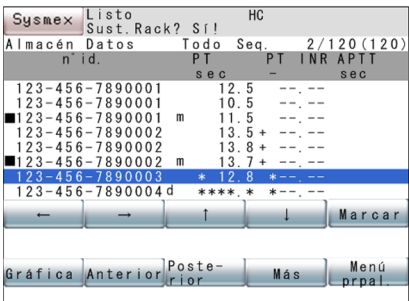 Sysmex Listo HC
Sust.Rack? Sí!
Almacén Datos Todo Seq. 2/120(120)
n°id. PT PT INR APTT
sec - sec
123-456-7890001 12.5 --.--
123-456-7890001 10.5 --.--
■123-456-7890001 m 11.5 --.--
123-456-7890002 13.5+ --.--
123-456-7890002 13.8+ --.--
■123-456-7890002 m 13.7+ --.--
123-456-7890003 * 12.8 *--.--
123-456-7890004 d ****.* *--.--
← → ↑ ↓ Marcar
Gráfica Anterior Poste-rior Más Menú prpal.